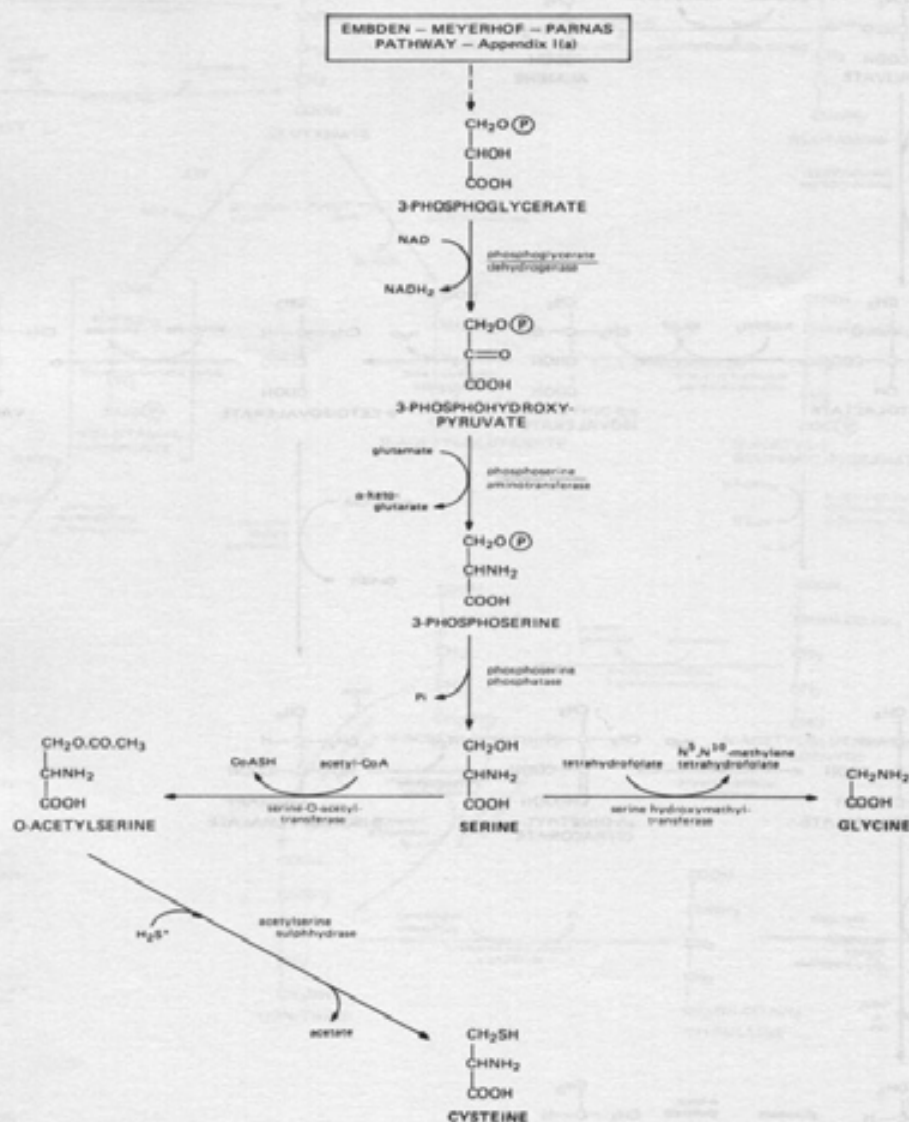 EMBDEN – MEYERHOF – PARNAS
PATHWAY – Appendix I(a)
CH₂O Ⓟ
CHOH
COOH
3-PHOSPHOGLYCERATE
NAD
phosphoglycerate
dehydrogenase
NADH₂
CH₂O Ⓟ
C=O
COOH
3-PHOSPHOHYDROXY-
PYRUVATE
glutamate
phosphoserine
aminotransferase
α-keto-
glutarate
CH₂O Ⓟ
CHNH₂
COOH
3-PHOSPHOSERINE
phosphoserine
phosphatase
Pi
CH₂O.CO.CH₃
CHNH₂
COOH
O-ACETYLSERINE
CoASH
acetyl-CoA
serine-O-acetyl-
transferase
CH₂OH
CHNH₂
COOH
SERINE
tetrahydrofolate
N⁵,N¹⁰-methylene
tetrahydrofolate
serine hydroxymethyl-
transferase
CH₂NH₂
COOH
GLYCINE
H₂S*
acetylserine
sulphhydrase
acetate
CH₂SH
CHNH₂
COOH
CYSTEINE